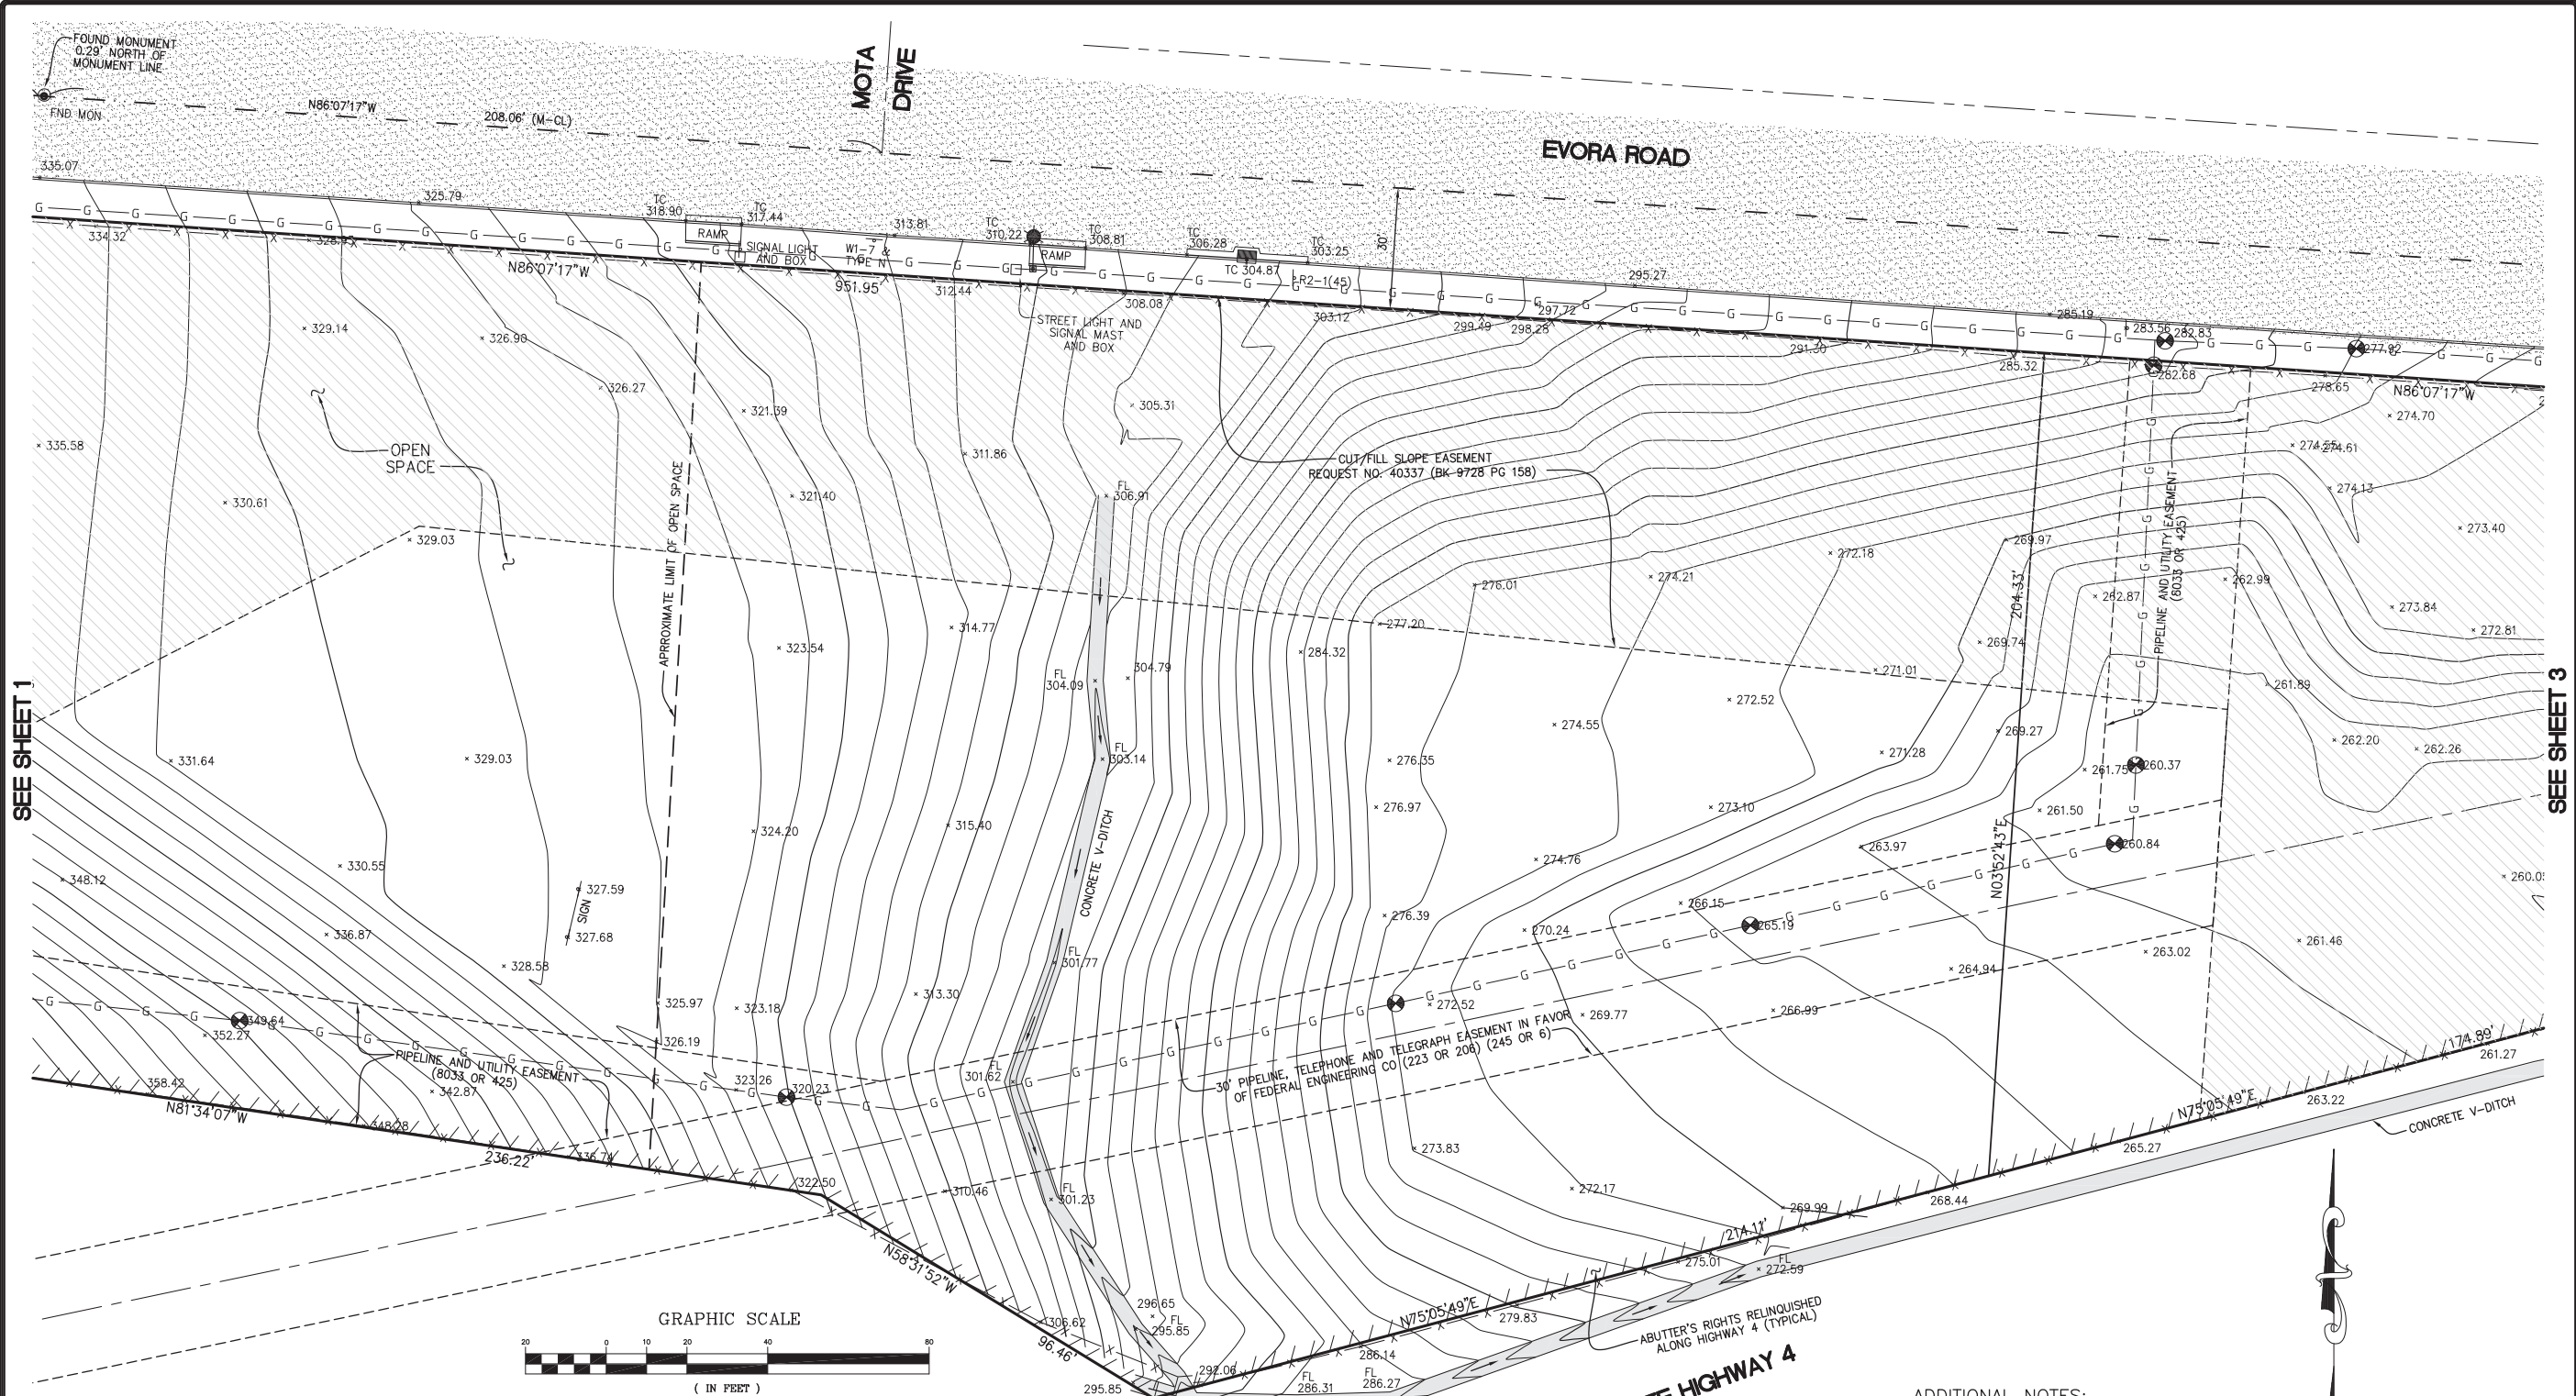 FOUND MONUMENT
0.29' NORTH OF
MONUMENT LINE
FND MON
N86°07'17"W
208.06' (M-CL)
MOTA
DRIVE
EVORA ROAD
335.07
325.79
TC
318.90
TC
317.44
RAMP
SIGNAL LIGHT
AND BOX
W1-7 &
TYPE N
313.81
TC
310.22
TC
308.81
RAMP
TC
306.28
TC
303.25
TC 304.87
R2-1(45)
30'
295.27
285.19
283.56
282.83
277.92
334.32
N86°07'17"W
951.95'
312.44
308.08
303.12
299.49
298.28
297.72
291.30
285.32
282.68
278.65
N86°07'17"W
STREET LIGHT AND
SIGNAL MAST
AND BOX
329.14
326.90
326.27
321.39
305.31
274.70
274.55
274.61
335.58
OPEN
SPACE
311.86
CUT/FILL SLOPE EASEMENT
REQUEST NO. 40337 (BK 9728 PG 158)
330.61
321.40
FL
306.91
274.13
273.40
329.03
APRROXIMATE LIMIT OF OPEN SPACE
276.01
274.21
272.18
269.97
204.33'
262.87
PIPELINE AND UTILITY EASEMENT
(8033 OR 425)
262.99
273.84
272.81
323.54
314.77
304.79
284.32
277.20
269.74
271.01
FL
304.09
261.89
SEE SHEET 1
SEE SHEET 3
331.64
329.03
FL
303.14
276.35
274.55
272.52
271.28
269.27
262.20
262.26
261.75
260.37
324.20
315.40
276.97
273.10
261.50
260.84
CONCRETE V-DITCH
330.55
348.12
274.76
263.97
N03°52'43"E
327.59
SIGN
327.68
336.87
328.58
276.39
270.24
266.15
265.19
261.46
263.02
264.94
FL
301.77
325.97
323.18
313.30
272.52
269.77
266.99
349.64
352.27
326.19
PIPELINE AND UTILITY EASEMENT
(8033 OR 425)
342.87
358.42
N81°34'07"W
348.28
236.22'
323.26
320.23
FL
301.62
30' PIPELINE, TELEPHONE AND TELEGRAPH EASEMENT IN FAVOR
OF FEDERAL ENGINEERING CO (223 OR 206) (245 OR 6)
174.89'
261.27
N75°05'49"E
263.22
CONCRETE V-DITCH
265.27
273.83
272.17
269.99
268.44
322.50
310.46
FL
301.23
N58°31'52"W
96.46'
306.62
296.65
FL
295.85
295.85
292.06
FL
286.31
FL
286.27
286.14
N75°05'49"E
279.83
275.01
214.11'
FL
272.59
ABUTTER'S RIGHTS RELINQUISHED
ALONG HIGHWAY 4 (TYPICAL)
HIGHWAY 4
GRAPHIC SCALE
20 0 10 20 40 80
( IN FEET )
ADDITIONAL NOTES: